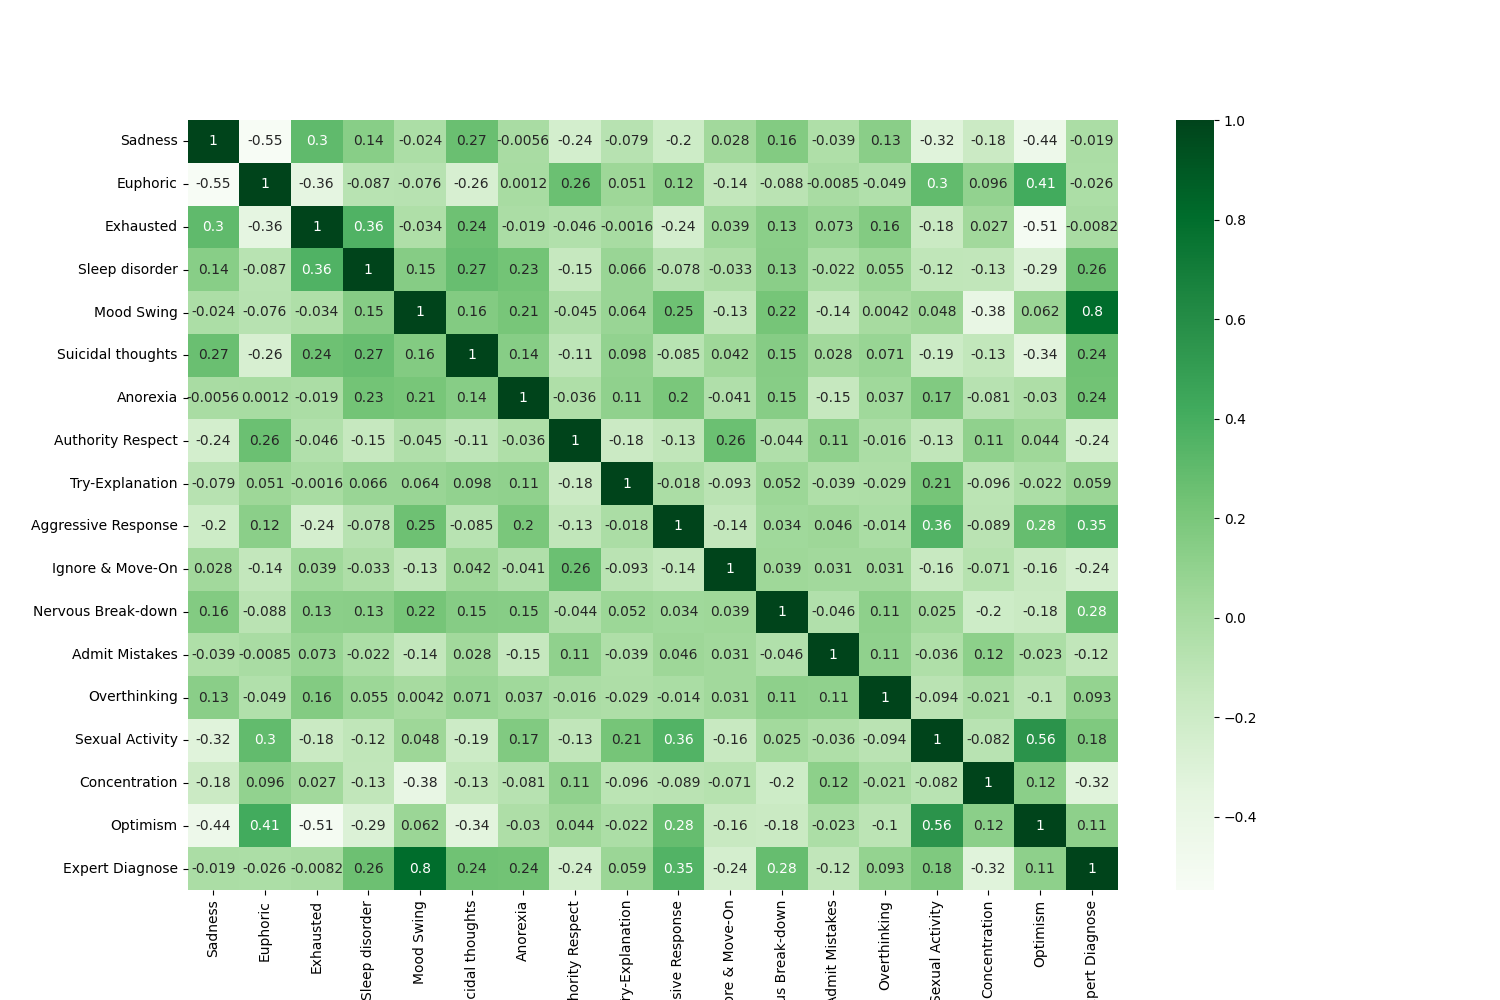 Sadness 1 -0.55 0.3 0.14 -0.024 0.27 -0.0056 -0.24 -0.079 -0.2 0.028 0.16 -0.039 0.13 -0.32 -0.18 -0.44 -0.019
Euphoric -0.55 1 -0.36 -0.087 -0.076 -0.26 0.0012 0.26 0.051 0.12 -0.14 -0.088 -0.0085 -0.049 0.3 0.096 0.41 -0.026
Exhausted 0.3 -0.36 1 0.36 -0.034 0.24 -0.019 -0.046 -0.0016 -0.24 0.039 0.13 0.073 0.16 -0.18 0.027 -0.51 -0.0082
Sleep disorder 0.14 -0.087 0.36 1 0.15 0.27 0.23 -0.15 0.066 -0.078 -0.033 0.13 -0.022 0.055 -0.12 -0.13 -0.29 0.26
Mood Swing -0.024 -0.076 -0.034 0.15 1 0.16 0.21 -0.045 0.064 0.25 -0.13 0.22 -0.14 0.0042 0.048 -0.38 0.062 0.8
Suicidal thoughts 0.27 -0.26 0.24 0.27 0.16 1 0.14 -0.11 0.098 -0.085 0.042 0.15 0.028 0.071 -0.19 -0.13 -0.34 0.24
Anorexia -0.0056 0.0012 -0.019 0.23 0.21 0.14 1 -0.036 0.11 0.2 -0.041 0.15 -0.15 0.037 0.17 -0.081 -0.03 0.24
Authority Respect -0.24 0.26 -0.046 -0.15 -0.045 -0.11 -0.036 1 -0.18 -0.13 0.26 -0.044 0.11 -0.016 -0.13 0.11 0.044 -0.24
Try-Explanation -0.079 0.051 -0.0016 0.066 0.064 0.098 0.11 -0.18 1 -0.018 -0.093 0.052 -0.039 -0.029 0.21 -0.096 -0.022 0.059
Aggressive Response -0.2 0.12 -0.24 -0.078 0.25 -0.085 0.2 -0.13 -0.018 1 -0.14 0.034 0.046 -0.014 0.36 -0.089 0.28 0.35
Ignore & Move-On 0.028 -0.14 0.039 -0.033 -0.13 0.042 -0.041 0.26 -0.093 -0.14 1 0.039 0.031 0.031 -0.16 -0.071 -0.16 -0.24
Nervous Break-down 0.16 -0.088 0.13 0.13 0.22 0.15 0.15 -0.044 0.052 0.034 0.039 1 -0.046 0.11 0.025 -0.2 -0.18 0.28
Admit Mistakes -0.039 -0.0085 0.073 -0.022 -0.14 0.028 -0.15 0.11 -0.039 0.046 0.031 -0.046 1 0.11 -0.036 0.12 -0.023 -0.12
Overthinking 0.13 -0.049 0.16 0.055 0.0042 0.071 0.037 -0.016 -0.029 -0.014 0.031 0.11 0.11 1 -0.094 -0.021 -0.1 0.093
Sexual Activity -0.32 0.3 -0.18 -0.12 0.048 -0.19 0.17 -0.13 0.21 0.36 -0.16 0.025 -0.036 -0.094 1 -0.082 0.56 0.18
Concentration -0.18 0.096 0.027 -0.13 -0.38 -0.13 -0.081 0.11 -0.096 -0.089 -0.071 -0.2 0.12 -0.021 -0.082 1 0.12 -0.32
Optimism -0.44 0.41 -0.51 -0.29 0.062 -0.34 -0.03 0.044 -0.022 0.28 -0.16 -0.18 -0.023 -0.1 0.56 0.12 1 0.11
Expert Diagnose -0.019 -0.026 -0.0082 0.26 0.8 0.24 0.24 -0.24 0.059 0.35 -0.24 0.28 -0.12 0.093 0.18 -0.32 0.11 1
Sadness
Euphoric
Exhausted
Sleep disorder
Mood Swing
cidal thoughts
Anorexia
hority Respect
ry-Explanation
sive Response
ore & Move-On
us Break-down
Admit Mistakes
Overthinking
Sexual Activity
Concentration
Optimism
pert Diagnose
1.0
0.8
0.6
0.4
0.2
0.0
−0.2
−0.4